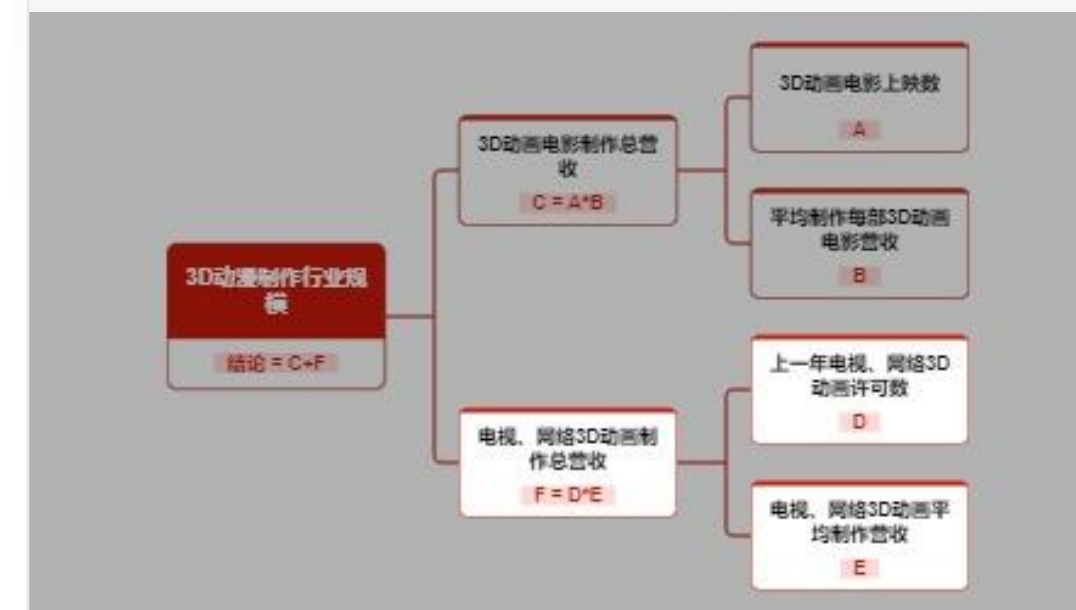 3D动画电影上映数
A
3D动画电影制作总营
收
C = A*B
平均制作每部3D动画
电影营收
B
3D动漫制作行业规
模
结论 = C+F
上一年电视、网络3D
动画许可数
D
电视、网络3D动画制
作总营收
F = D*E
电视、网络3D动画平
均制作营收
E